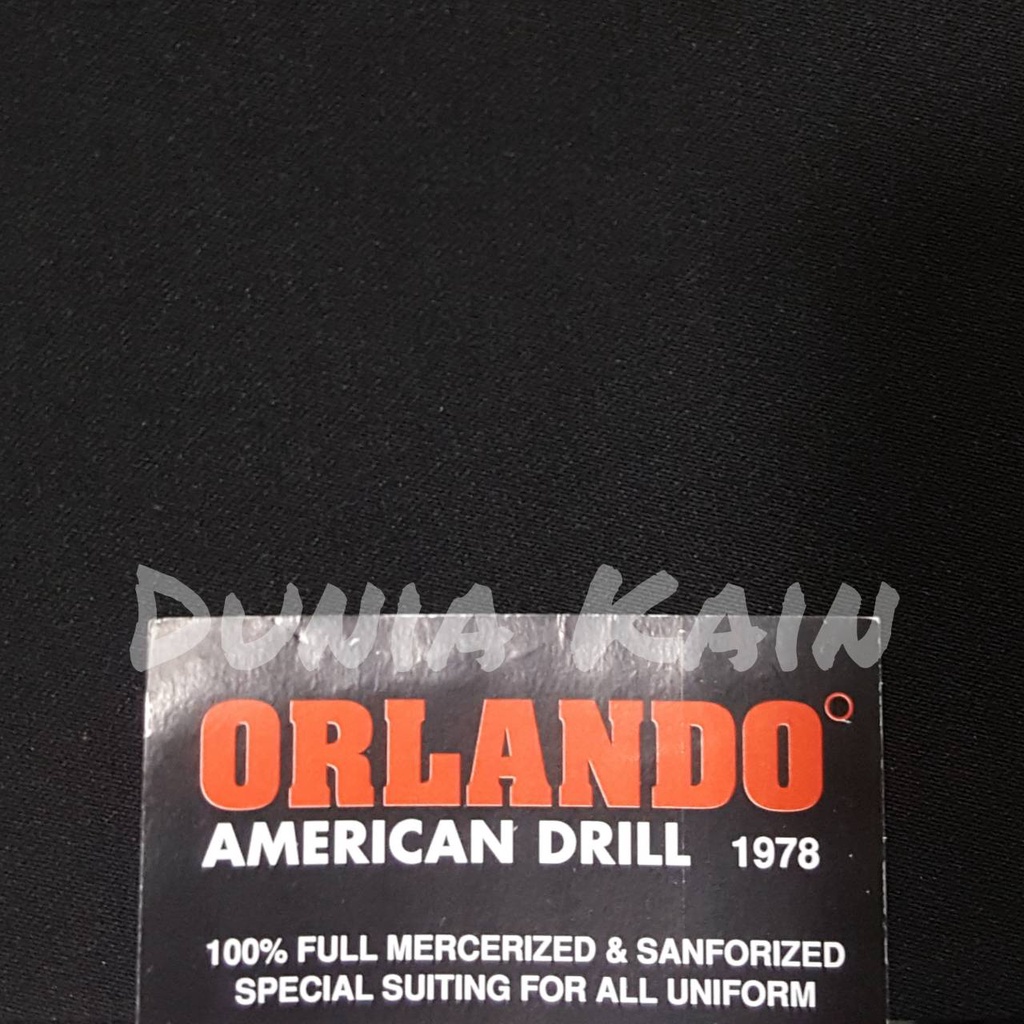 DUNIA KAIN
ORLANDO
AMERICAN DRILL 1978
100% FULL MERCERIZED & SANFORIZED
SPECIAL SUITING FOR ALL UNIFORM